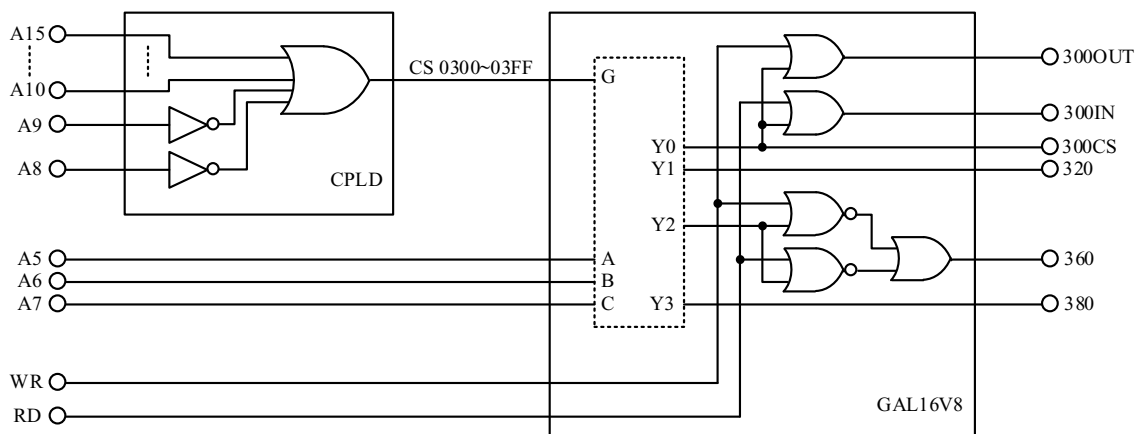 A15
A10
A9
A8
CPLD
CS 0300~03FF
G
A
B
C
Y0
Y1
Y2
Y3
A5
A6
A7
WR
RD
300OUT
300IN
300CS
320
360
380
GAL16V8